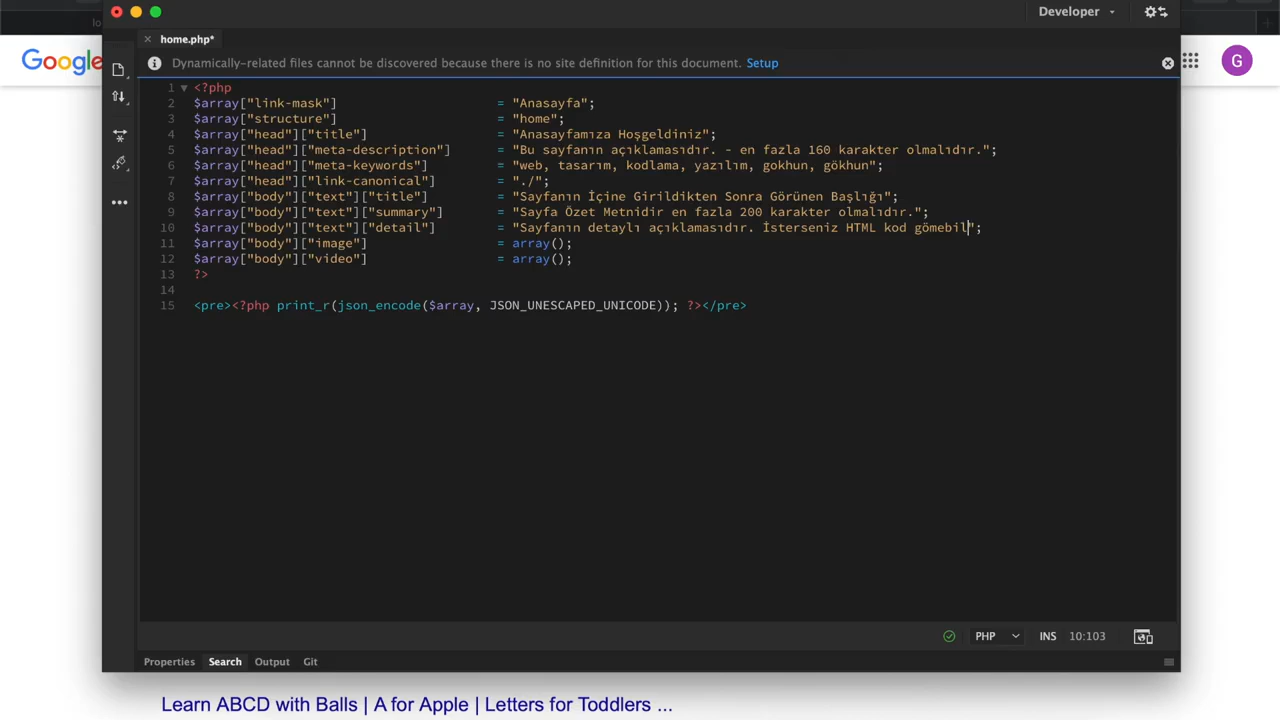 lo
Developer
home.php*
Google
G
Dynamically-related files cannot be discovered because there is no site definition for this document. Setup
1 <?php
2 $array["link-mask"] = "Anasayfa";
3 $array["structure"] = "home";
4 $array["head"]["title"] = "Anasayfamıza Hoşgeldiniz";
5 $array["head"]["meta-description"] = "Bu sayfanın açıklamasıdır. - en fazla 160 karakter olmalıdır.";
6 $array["head"]["meta-keywords"] = "web, tasarım, kodlama, yazılım, gokhun, gökhun";
7 $array["head"]["link-canonical"] = "./";
8 $array["body"]["text"]["title"] = "Sayfanın İçine Girildikten Sonra Görünen Başlığı";
9 $array["body"]["text"]["summary"] = "Sayfa Özet Metnidir en fazla 200 karakter olmalıdır.";
10 $array["body"]["text"]["detail"] = "Sayfanın detaylı açıklamasıdır. İsterseniz HTML kod gömebil";
11 $array["body"]["image"] = array();
12 $array["body"]["video"] = array();
13 ?>
14
15 <pre><?php print_r(json_encode($array, JSON_UNESCAPED_UNICODE)); ?></pre>
PHP INS 10:103
Properties Search Output Git
Learn ABCD with Balls | A for Apple | Letters for Toddlers ...